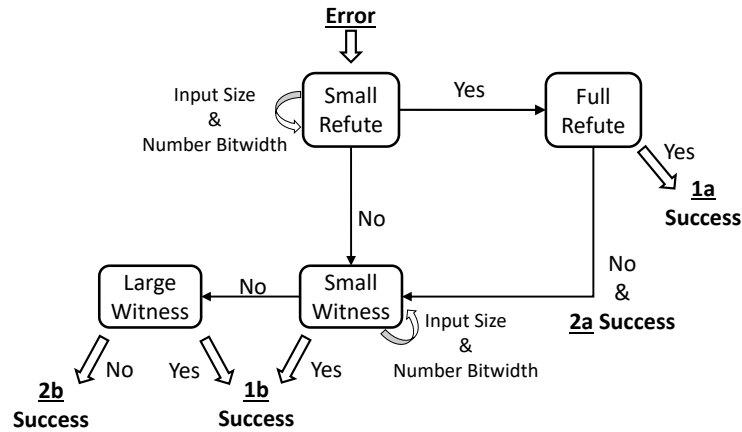 Error
Input Size
&
Number Bitwidth
Small
Refute
Yes
Full
Refute
Yes
1a
Success
No
No
&
2a Success
Large
Witness
No
Small
Witness
Input Size
&
Number Bitwidth
No
Yes
Yes
2b
Success
1b
Success